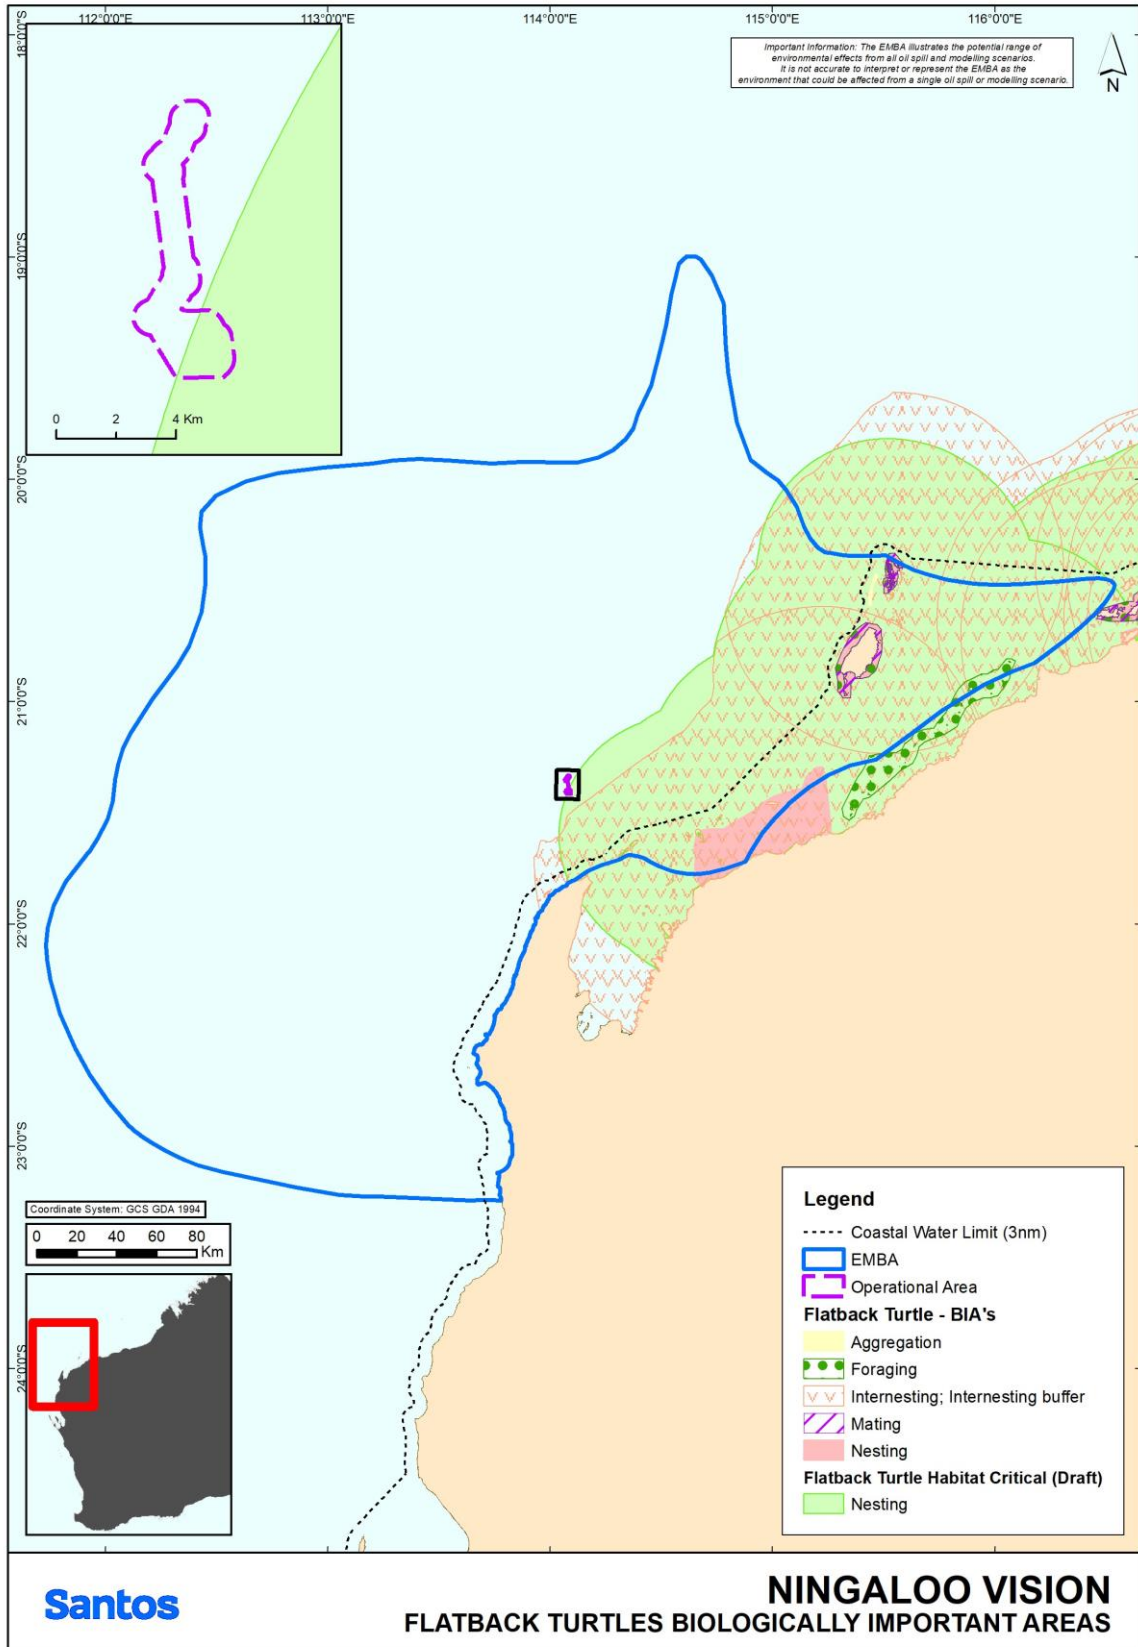 112°0'0"E
113°0'0"E
114°0'0"E
115°0'0"E
116°0'0"E
18°0'0"S
19°0'0"S
20°0'0"S
21°0'0"S
22°0'0"S
23°0'0"S
24°0'0"S
Important Information: The EMBA illustrates the potential range of
environmental effects from all oil spill and modelling scenarios.
It is not accurate to interpret or represent the EMBA as the
environment that could be affected from a single oil spill or modelling scenario.
N
0 2 4 Km
Coordinate System: GCS GDA 1994
0 20 40 60 80
Km
Legend
Coastal Water Limit (3nm)
EMBA
Operational Area
Flatback Turtle - BIA's
Aggregation
Foraging
Internesting; Internesting buffer
Mating
Nesting
Flatback Turtle Habitat Critical (Draft)
Nesting
Santos
NINGALOO VISION
FLATBACK TURTLES BIOLOGICALLY IMPORTANT AREAS